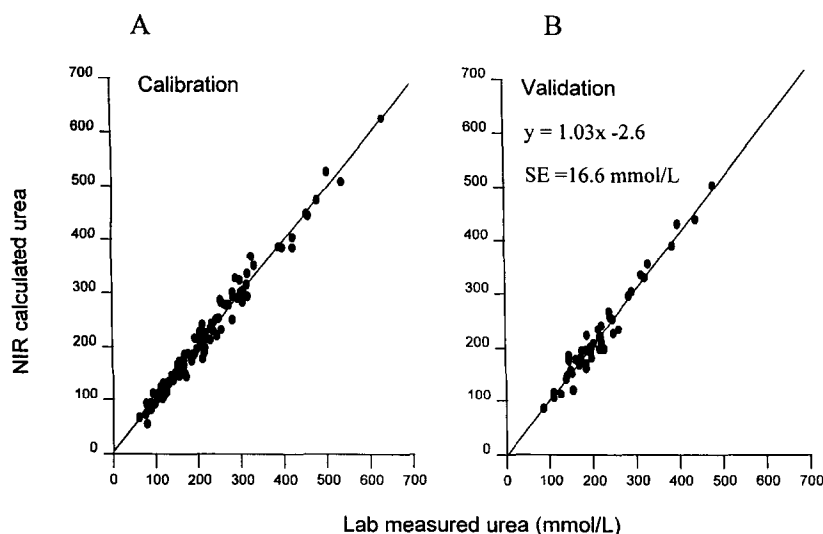 A
B
700
600
500
400
300
200
100
0
Calibration
0 100 200 300 400 500 600 700
700
600
500
400
300
200
100
0
Validation
y = 1.03x -2.6
SE =16.6 mmol/L
0 100 200 300 400 500 600 700
NIR calculated urea
Lab measured urea (mmol/L)